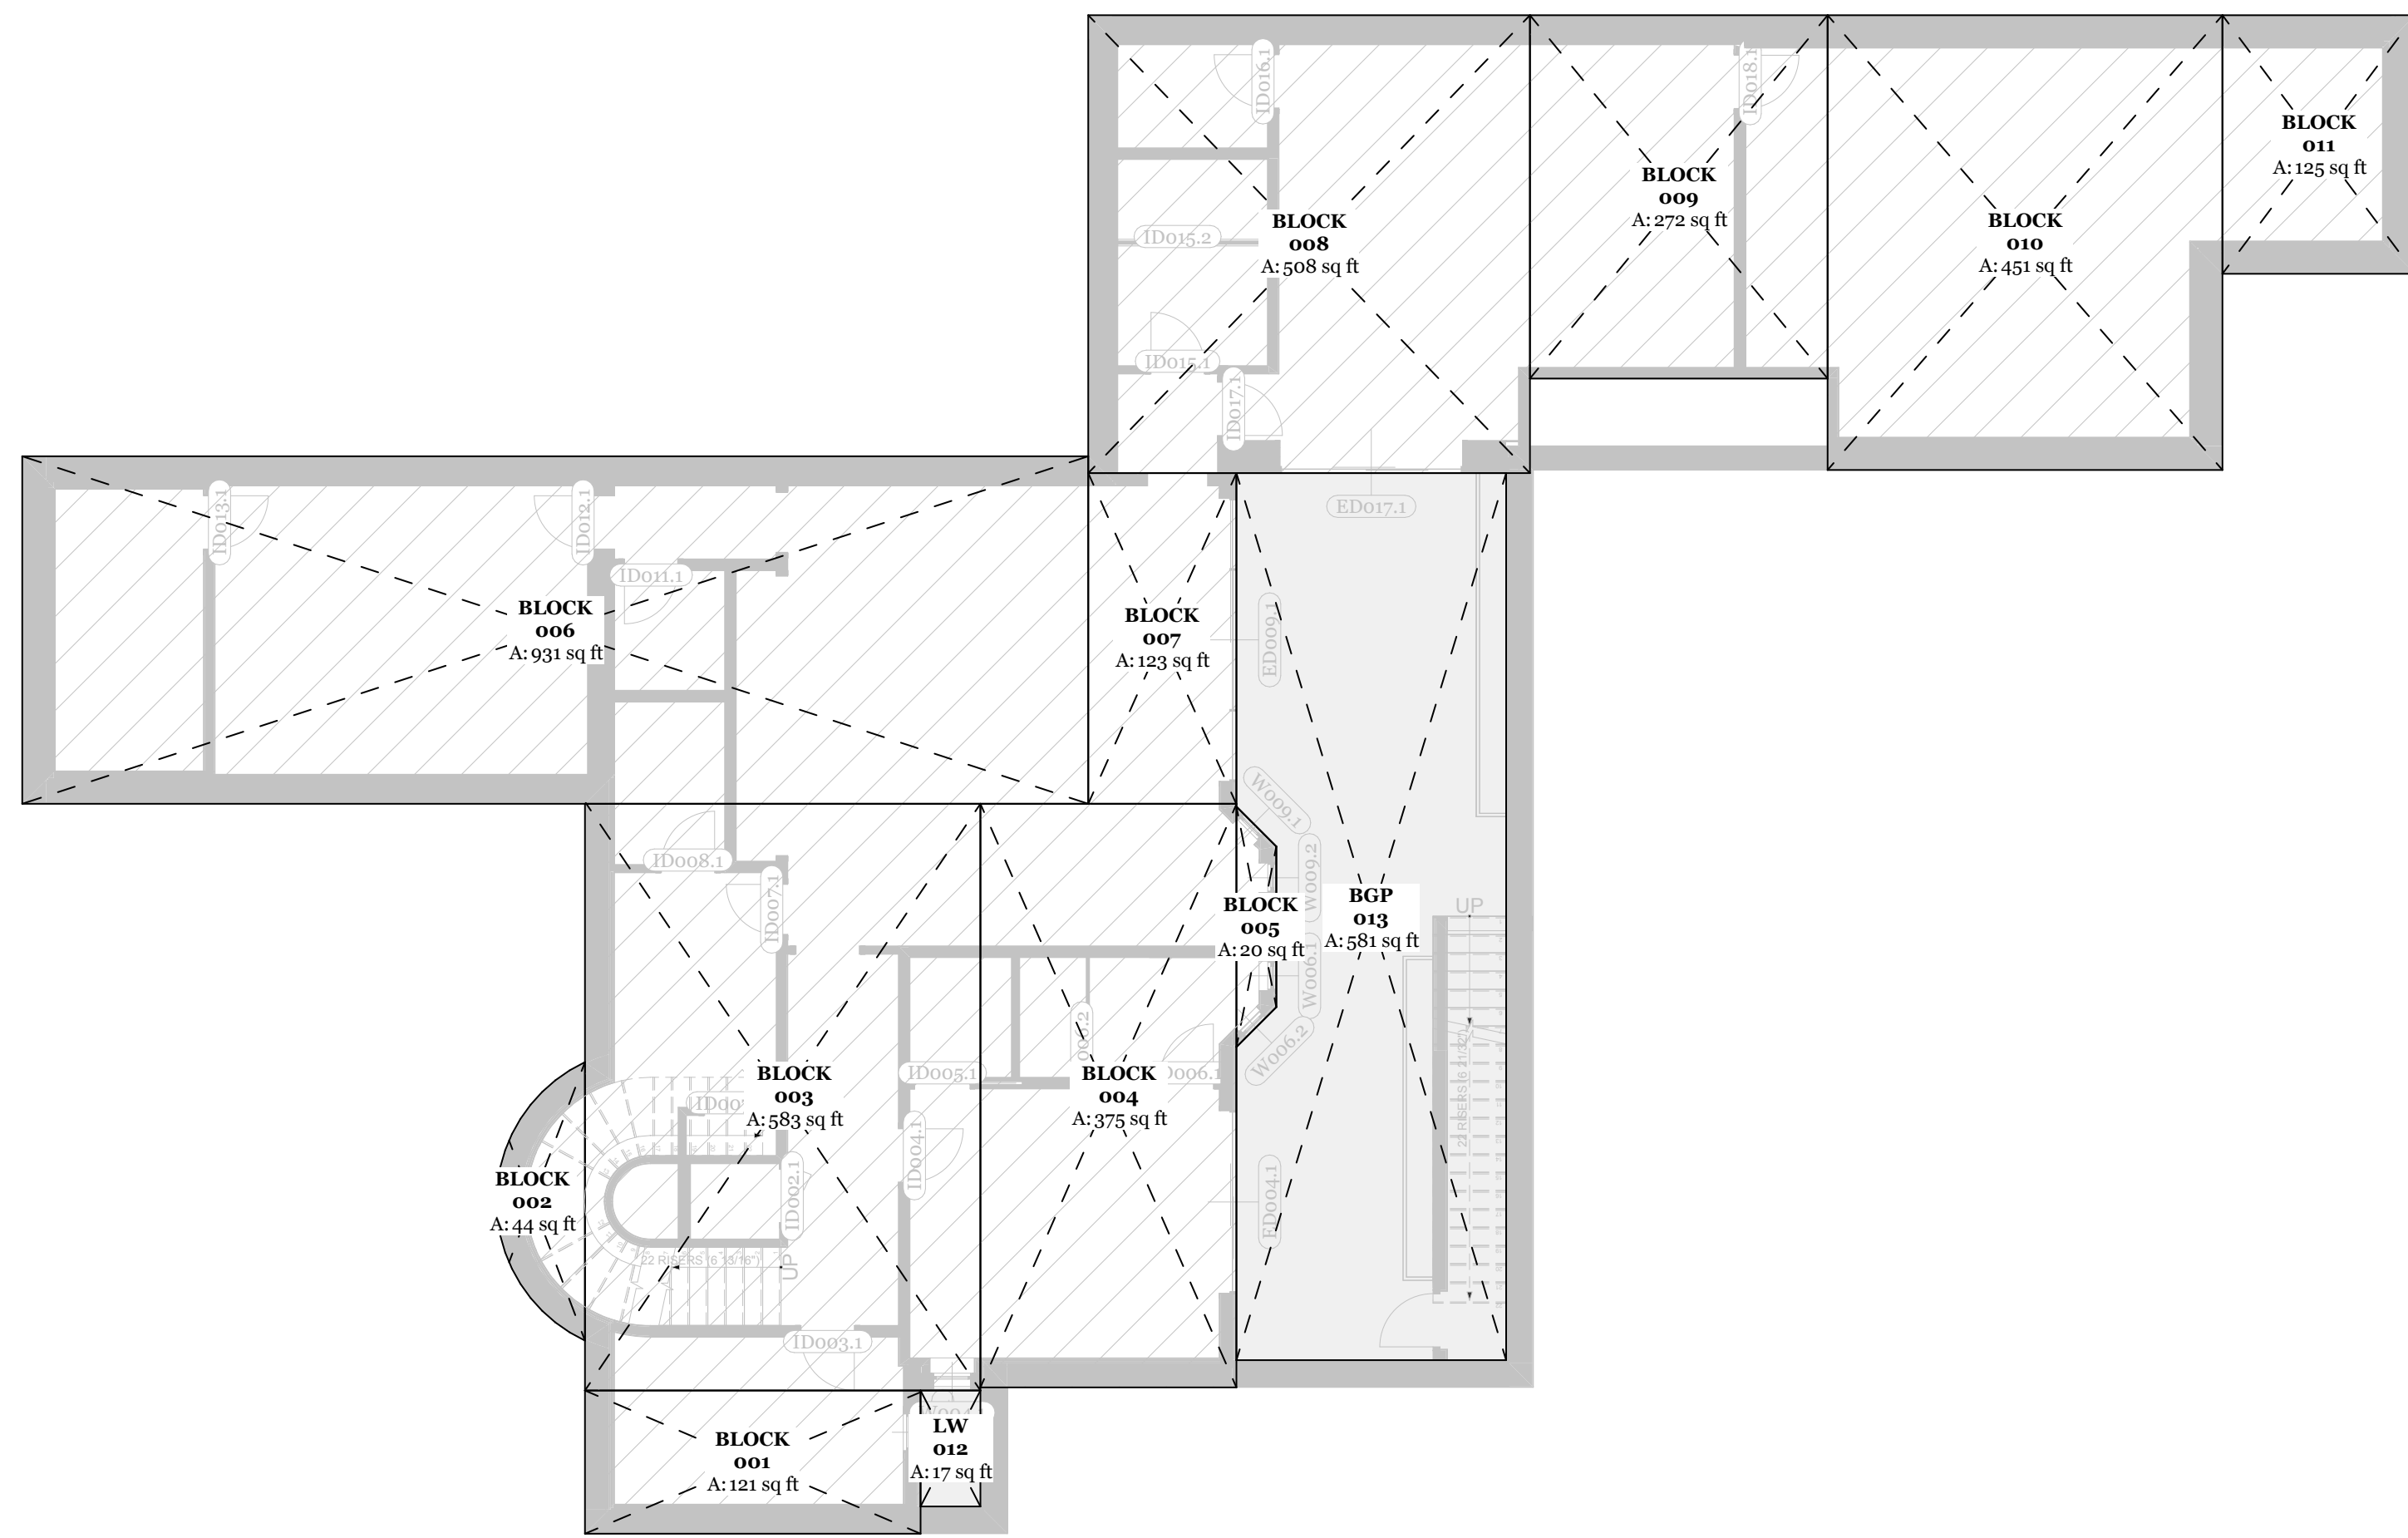 ID016.1
ID018.1
BLOCK
011
A: 125 sq ft
BLOCK
009
A: 272 sq ft
BLOCK
008
A: 508 sq ft
ID015.2
BLOCK
010
A: 451 sq ft
ID015.1
ID017.1
ED017.1
ID013.1
ID012.1
ID011.1
BLOCK
006
A: 931 sq ft
BLOCK
007
A: 123 sq ft
ED009.1
W009.1
ID008.1
W009.2
ID007.1
BLOCK
005
A: 20 sq ft
BGP
013
A: 581 sq ft
UP
W006.1
W006.2
22 RISERS (6 21/32")
BLOCK
003
A: 583 sq ft
ID005.1
BLOCK
004
A: 375 sq ft
ID004.1
BLOCK
002
A: 44 sq ft
ID002.1
ED004.1
UP
ID003.1
BLOCK
001
A: 121 sq ft
LW
012
A: 17 sq ft